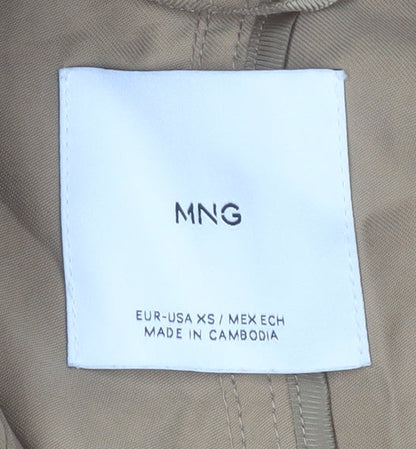 MNG
EUR-USA XS / MEX ECH
MADE IN CAMBODIA